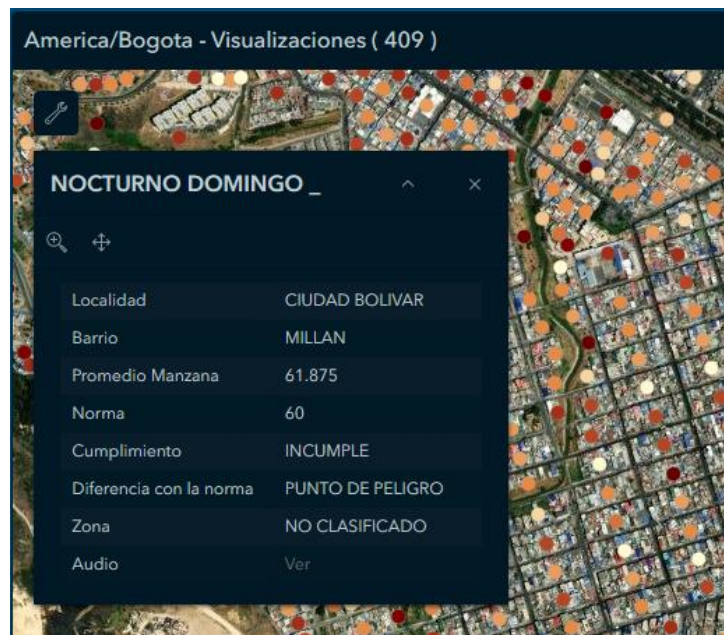 America/Bogota - Visualizaciones ( 409 )
NOCTURNO DOMINGO _
Localidad CIUDAD BOLIVAR
Barrio MILLAN
Promedio Manzana 61.875
Norma 60
Cumplimiento INCUMPLE
Diferencia con la norma PUNTO DE PELIGRO
Zona NO CLASIFICADO
Audio Ver